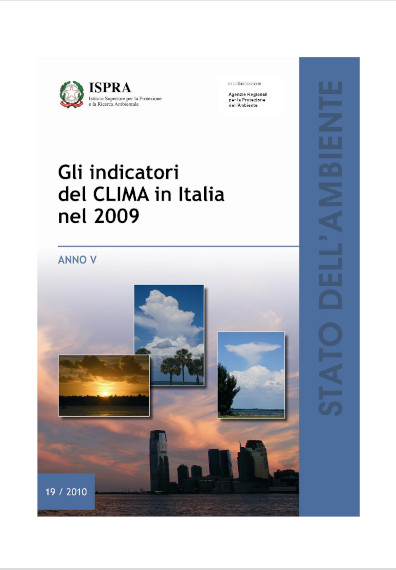 ISPRA
Istituto Superiore per la Protezione
e la Ricerca Ambientale
Agenzie Regionali
per la Protezione
dell'Ambiente
Gli indicatori
del CLIMA in Italia
nel 2009
ANNO V
STATO DELL'AMBIENTE
19 / 2010